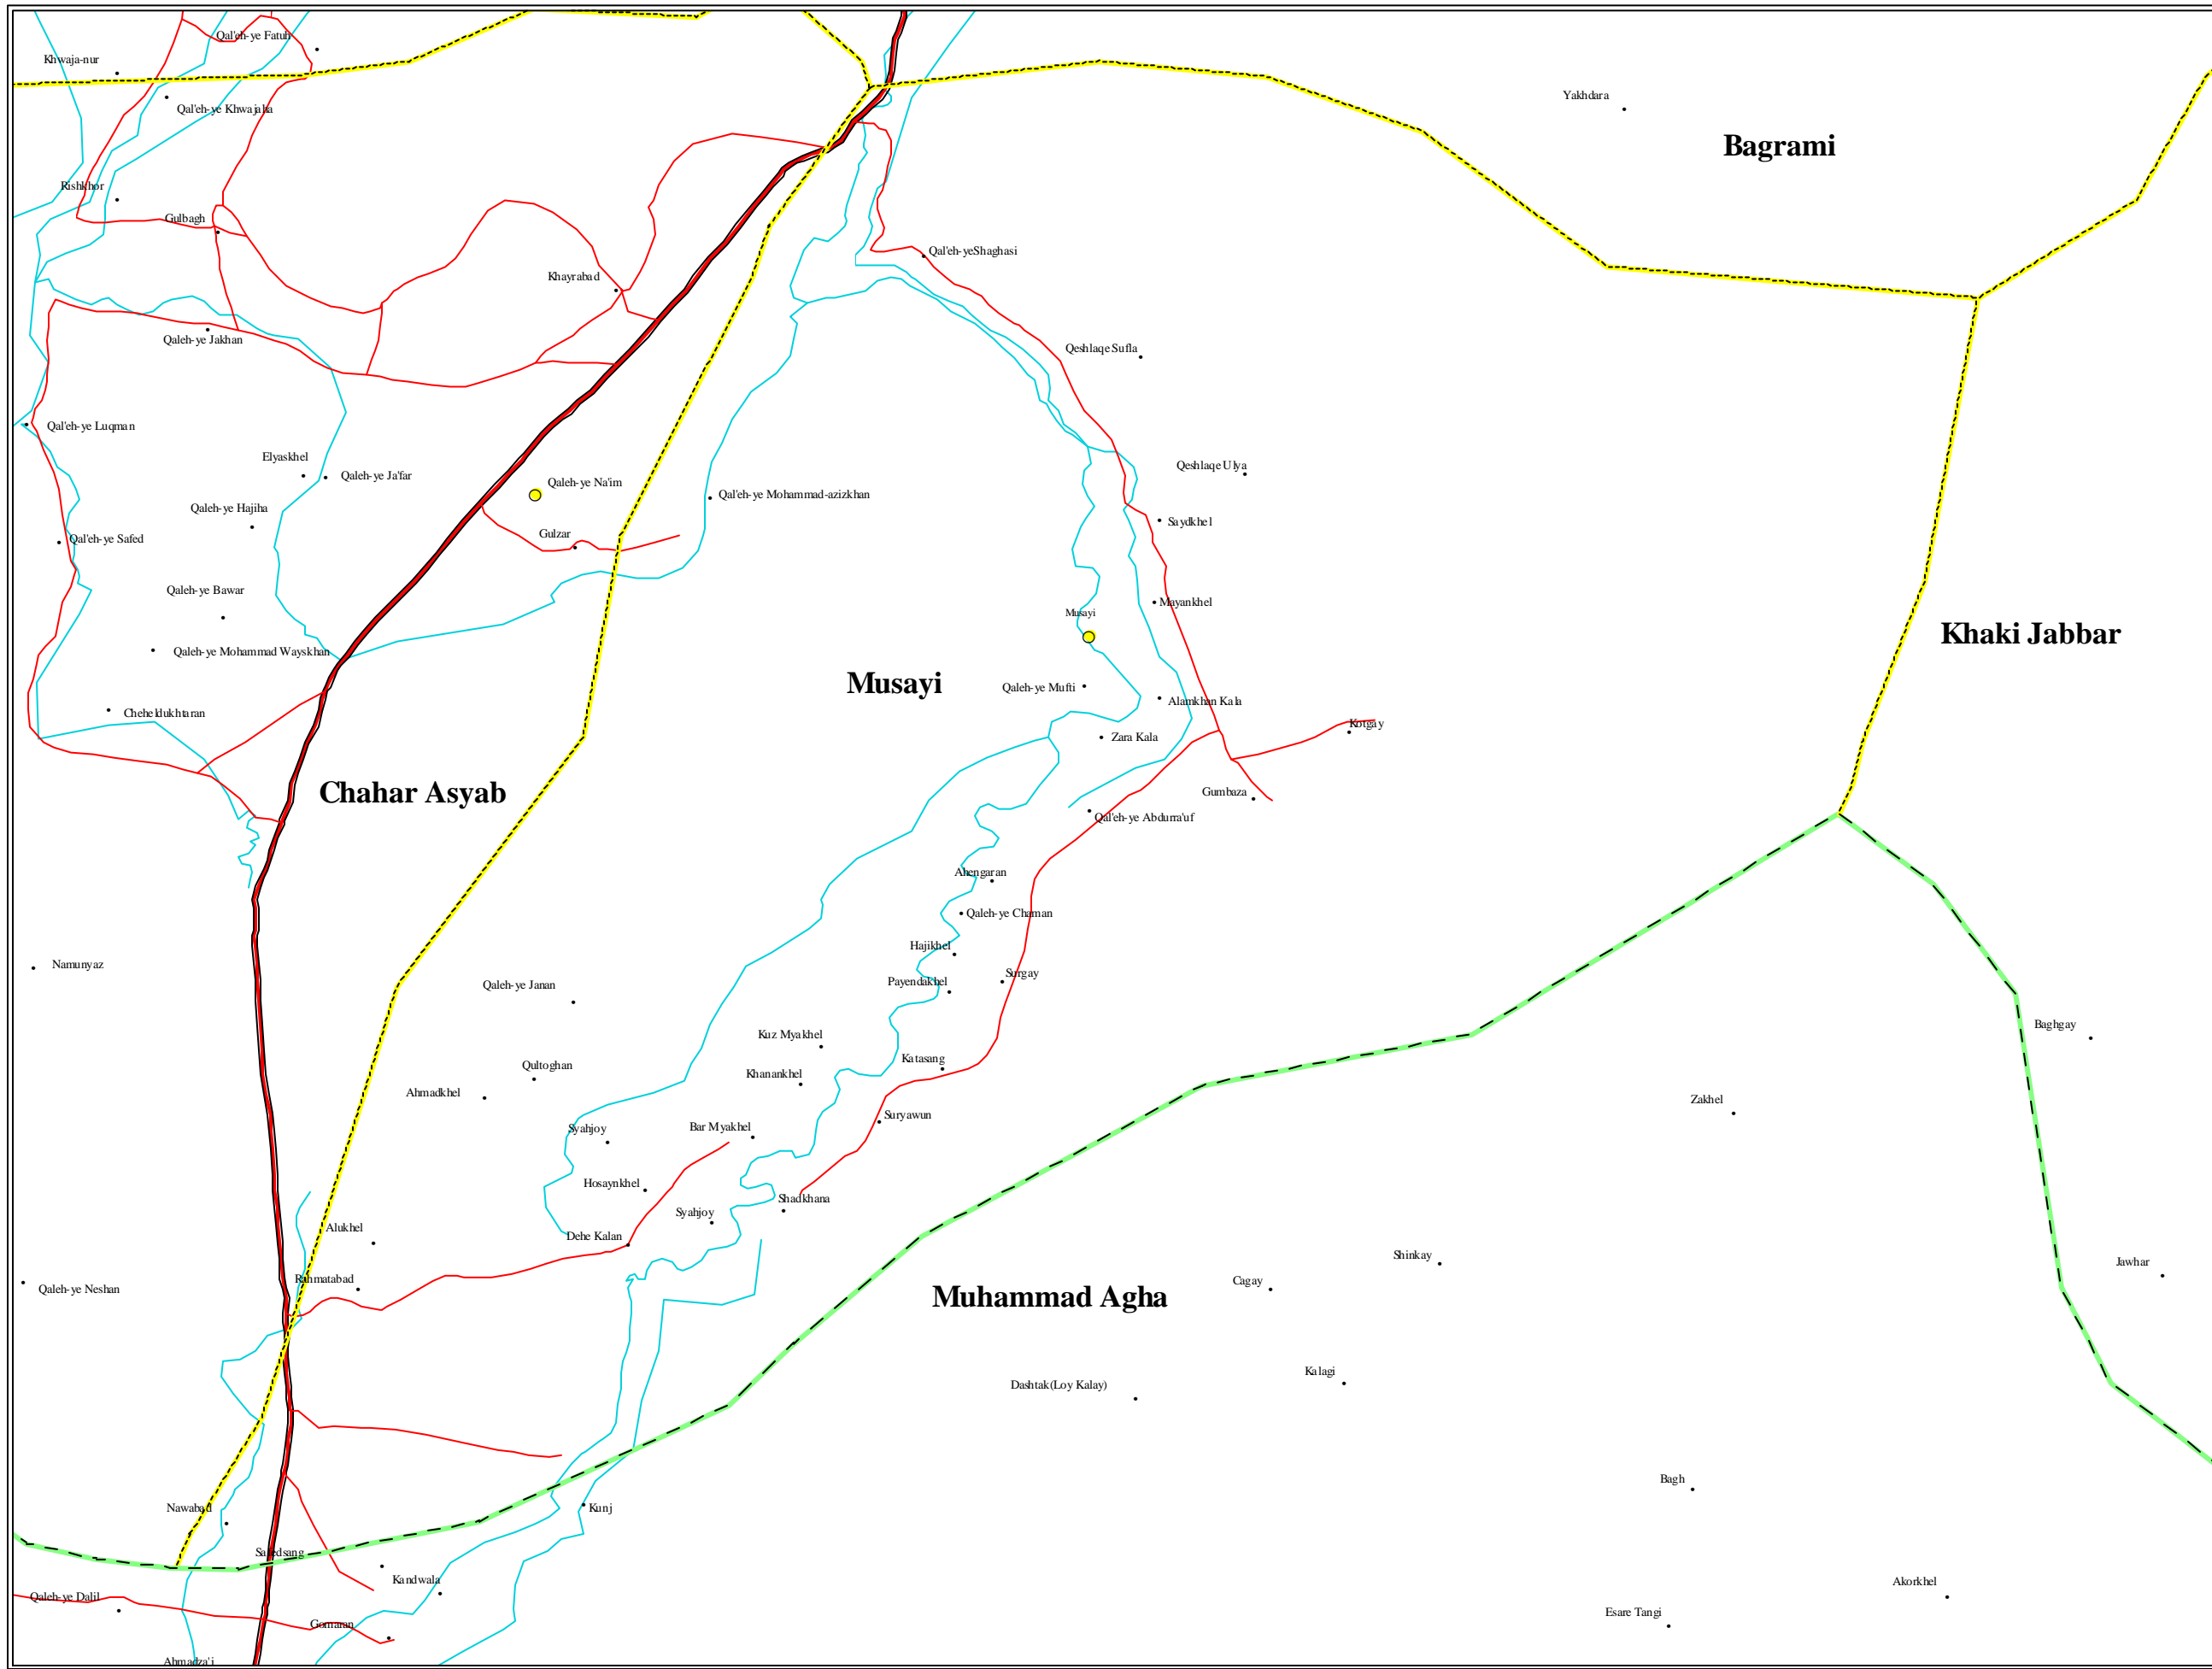 Qal'eh-ye Fatuh
Khwaja-nur
Yakhdara
Qal'eh-ye Khwajaha
Bagrami
Rishkhor
Gulbagh
Qal'eh-yeShaghasi
Khayrabad
Qaleh-ye Jakhan
Qeshlaqe Sufla
Qal'eh-ye Luqman
Elyaskhel
Qaleh-ye Ja'far
Qeshlaqe Ulya
Qaleh-ye Na'im
Qal'eh-ye Mohammad-azizkhan
Qaleh-ye Hajiha
Saydkhel
Gulzar
Qal'eh-ye Safed
Qaleh-ye Bawar
Mayankhel
Musayi
Khaki Jabbar
Qaleh-ye Mohammad Wayskhan
Musayi
Qaleh-ye Mufti
Alamkhan Kala
Cheheldukhtaran
Kotgay
Zara Kala
Chahar Asyab
Gumbaza
Qal'eh-ye Abdurra'uf
Ahengaran
Qaleh-ye Chaman
Hajikhel
Namunyaz
Surgay
Payendakhel
Qaleh-ye Janan
Baghgay
Kuz Myakhel
Katasang
Qultoghan
Khanankhel
Ahmadkhel
Zakhel
Suryawun
Syahjoy
Bar Myakhel
Hosaynkhel
Shadkhana
Syahjoy
Alukhel
Dehe Kalan
Shinkay
Jawhar
Rahmatabad
Cagay
Qaleh-ye Neshan
Muhammad Agha
Kalagi
Dashtak(Loy Kalay)
Bagh
Nawabad
Kunj
Safedsang
Kandwala
Akorkhel
Qaleh-ye Dalil
Esare Tangi
Gomaran
Ahmadza'i